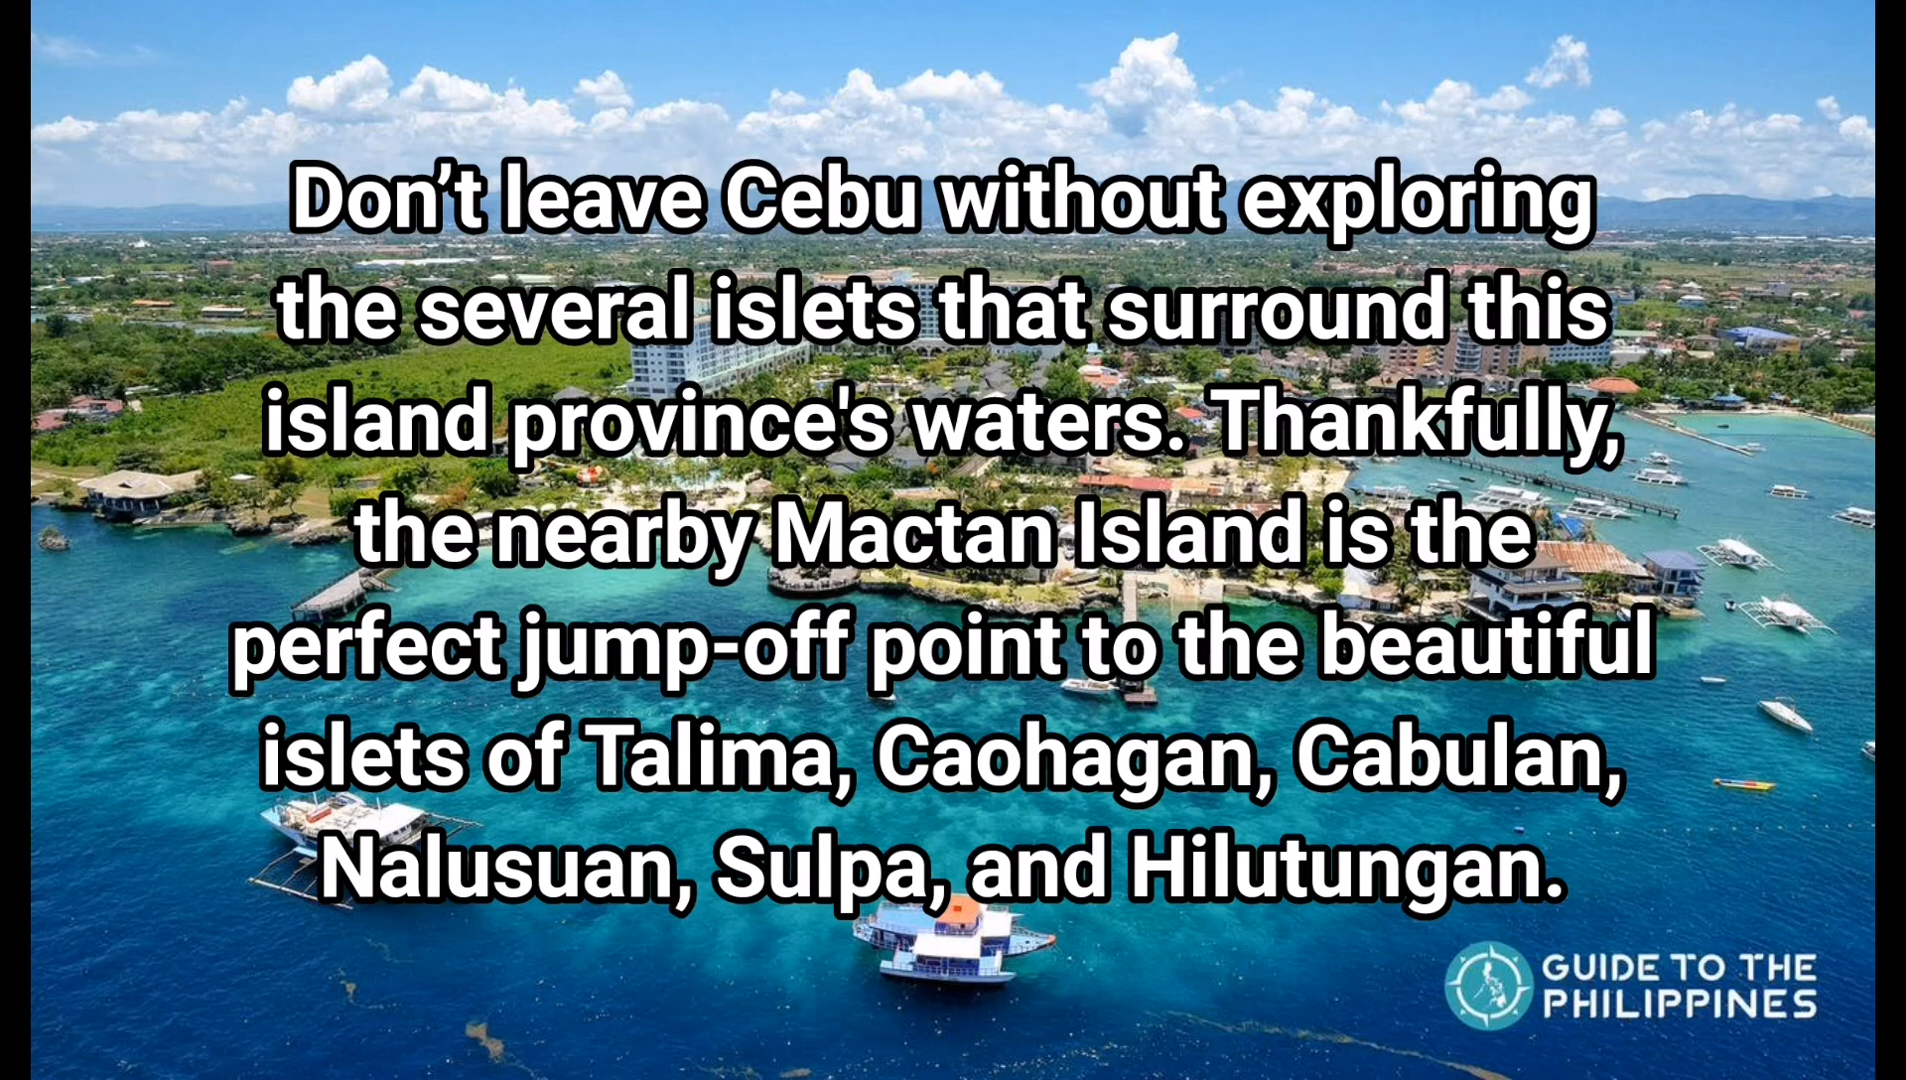 Don’t leave Cebu without exploring
the several islets that surround this
island province's waters. Thankfully,
the nearby Mactan Island is the
perfect jump-off point to the beautiful
islets of Talima, Caohagan, Cabulan,
Nalusuan, Sulpa, and Hilutungan.
GUIDE TO THE
PHILIPPINES